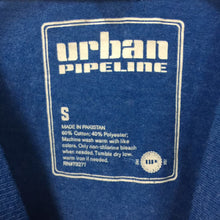 urban
PIPELINE
S
MADE IN PAKISTAN
60% Cotton; 40% Polyester;
Machine wash warm with like
colors. Only non-chlorine bleach
when needed. Tumble dry low.
warm iron if needed.
UP